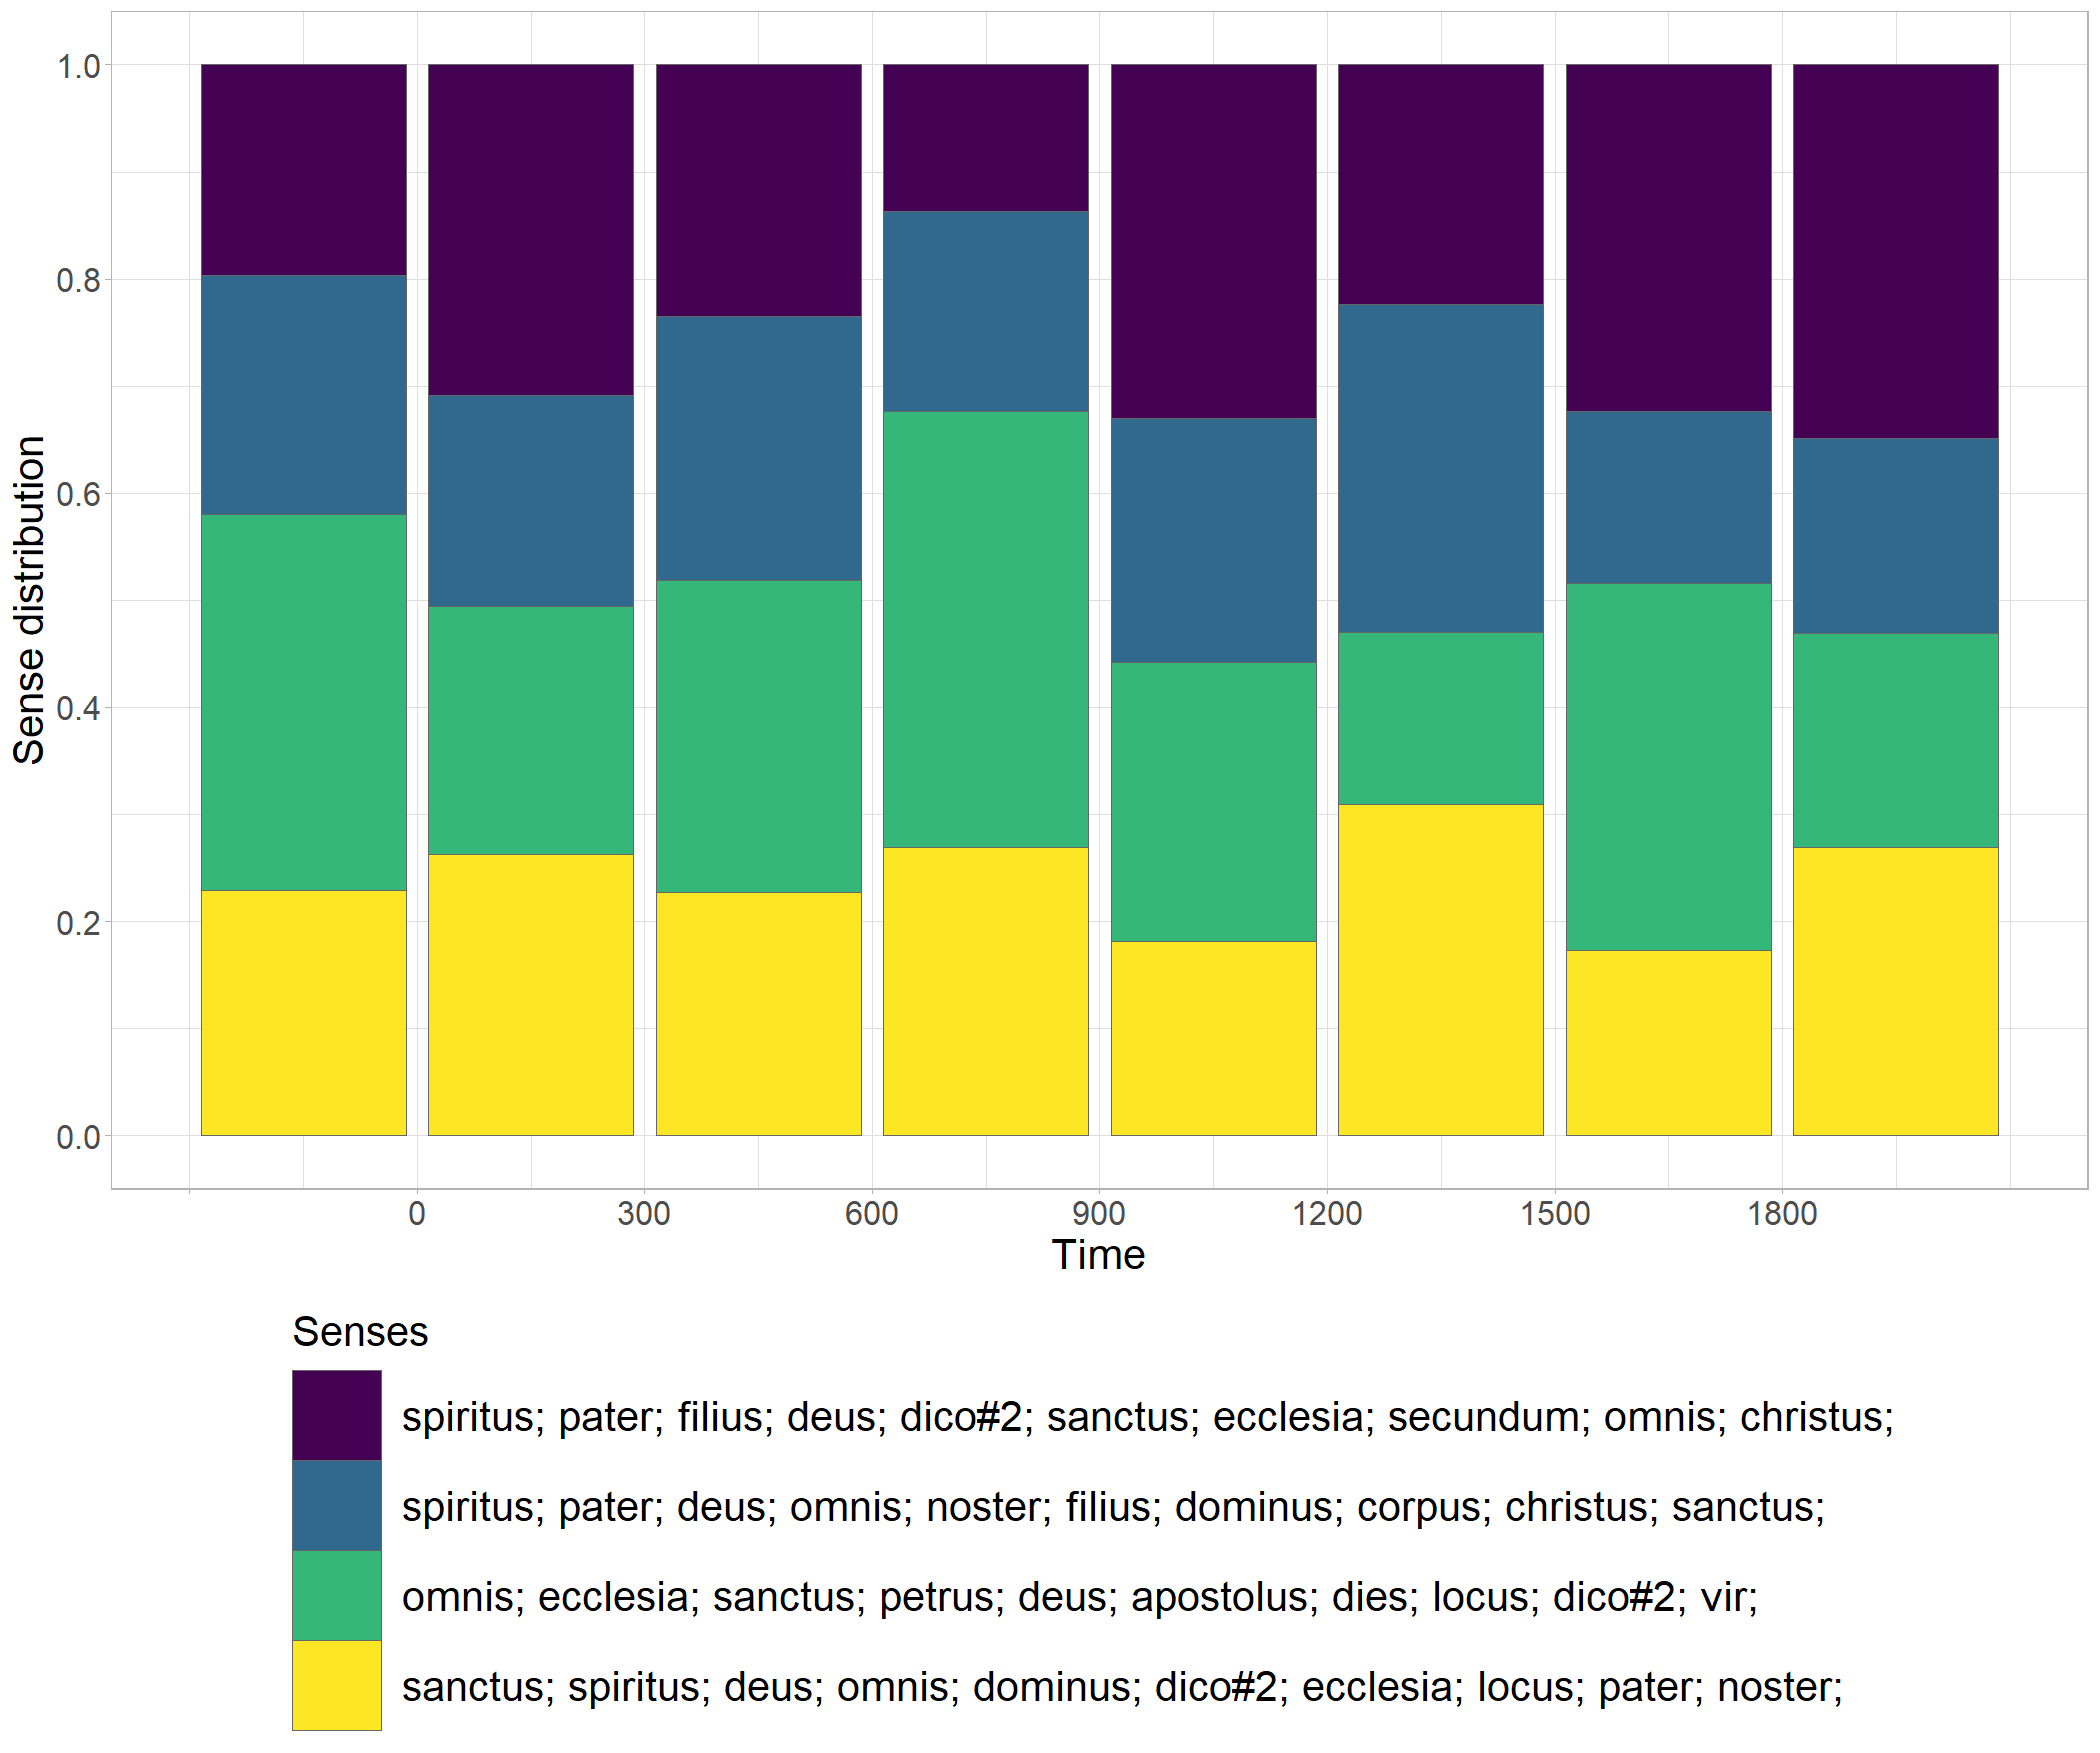 1.0
0.8
0.6
0.4
0.2
0.0
Sense distribution
0 300 600 900 1200 1500 1800
Time
Senses
spiritus; pater; filius; deus; dico#2; sanctus; ecclesia; secundum; omnis; christus;
spiritus; pater; deus; omnis; noster; filius; dominus; corpus; christus; sanctus;
omnis; ecclesia; sanctus; petrus; deus; apostolus; dies; locus; dico#2; vir;
sanctus; spiritus; deus; omnis; dominus; dico#2; ecclesia; locus; pater; noster;